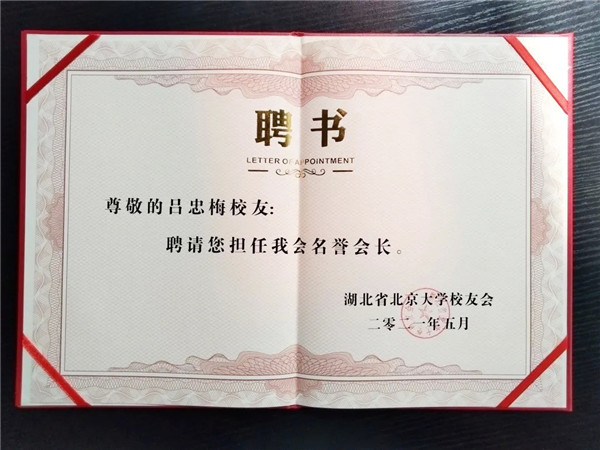 聘书
LETTER OF APPOINTMENT
尊敬的吕忠梅校友:
聘请您担任我会名誉会长。
湖北省北京大学校友会
二零二一年五月